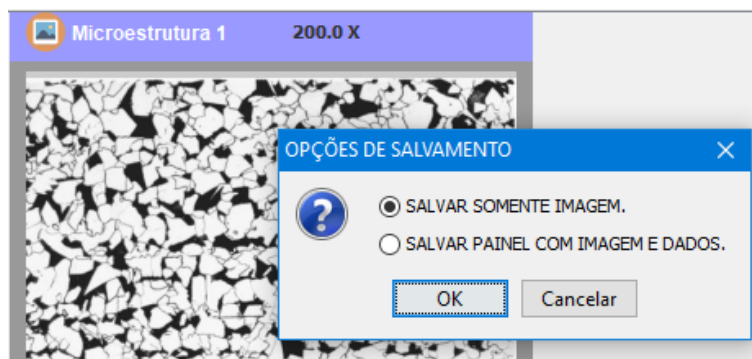 Microestrutura 1 200.0 X
OPÇÕES DE SALVAMENTO
SALVAR SOMENTE IMAGEM.
SALVAR PAINEL COM IMAGEM E DADOS.
OK Cancelar